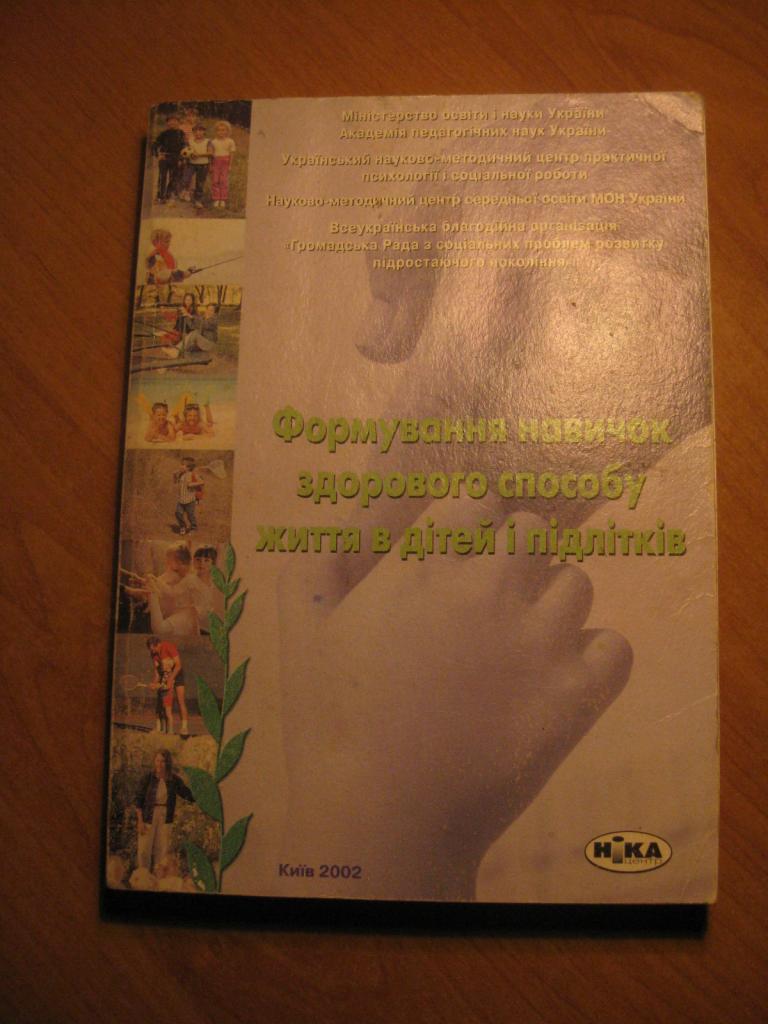 Міністерство освіти і науки України
Академія педагогічних наук України
Український науково-методичний центр практичної
психології і соціальної роботи
Науково-методичний центр середньої освіти МОН України
Всеукраїнська благодійна організація
«Громадська Рада з соціальних проблем розвитку
підростаючого покоління»
Формування навичок
здорового способу
життя в дітей і підлітків
НіКА
центр
Київ 2002